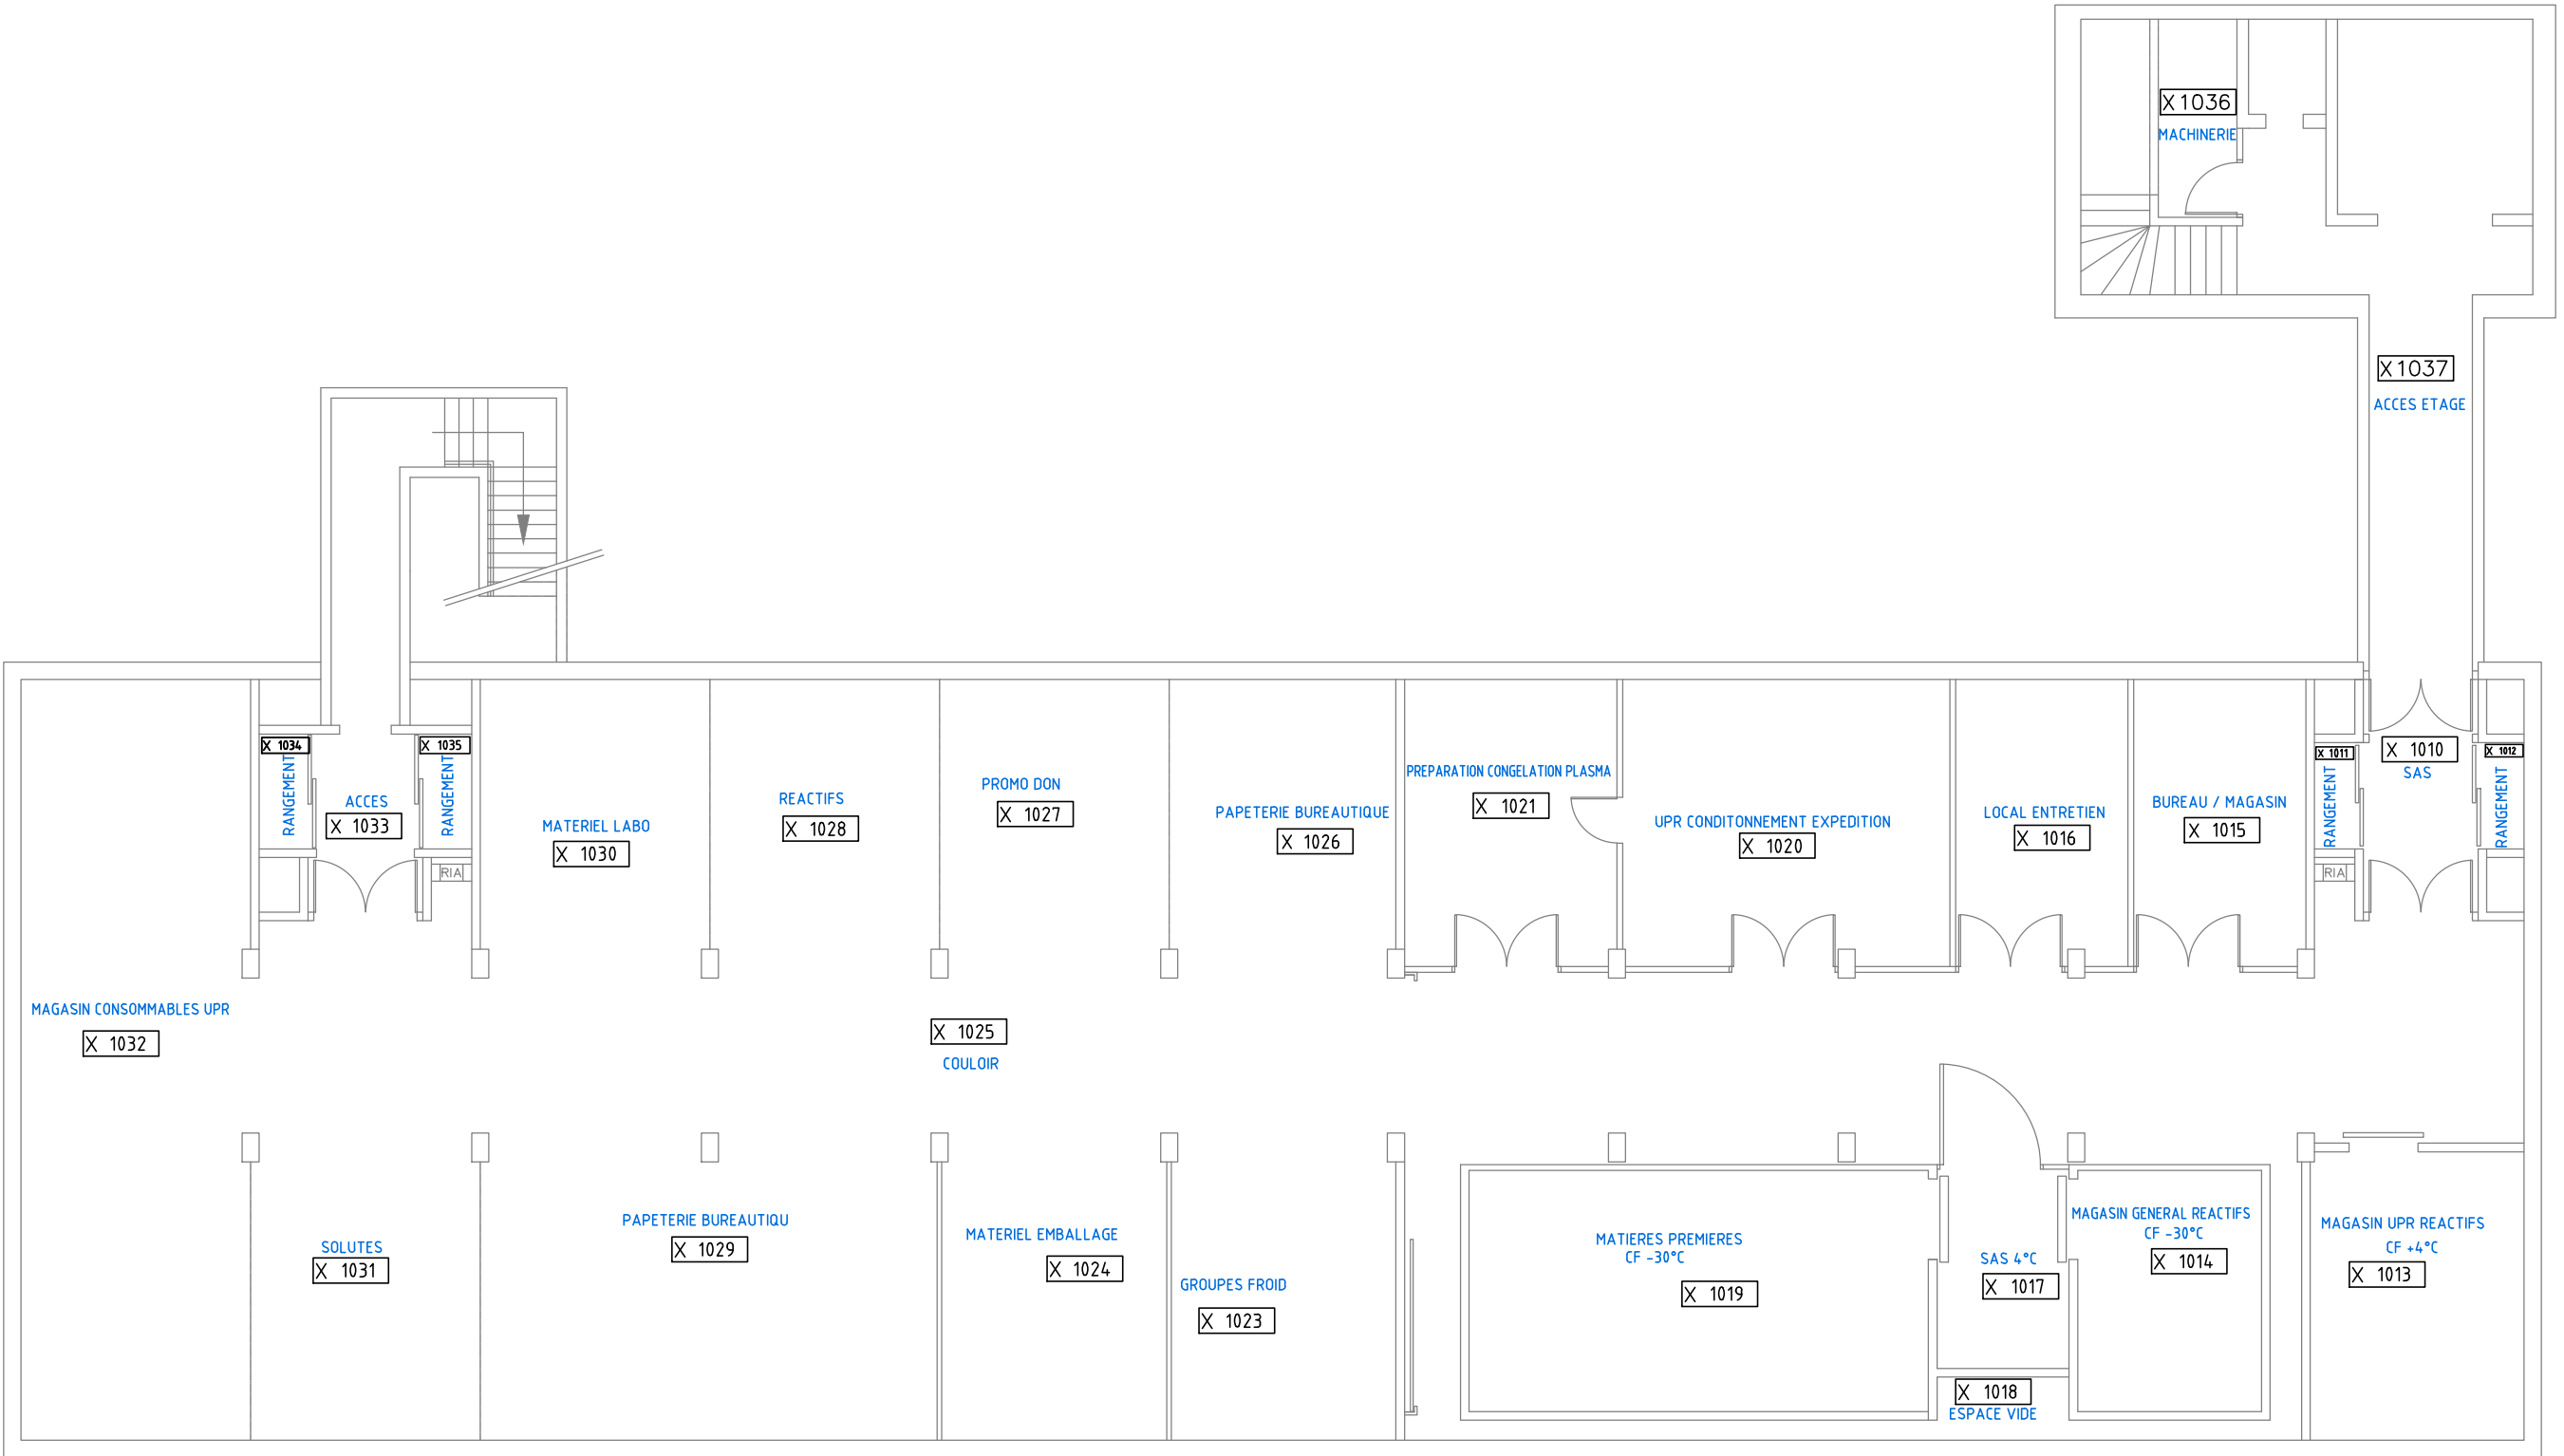 X 1036
MACHINERIE
X 1037
ACCES ETAGE
X 1034
RANGEMENT
ACCES
X 1033
X 1035
RANGEMENT
RIA
MATERIEL LABO
X 1030
REACTIFS
X 1028
PROMO DON
X 1027
PAPETERIE BUREAUTIQUE
X 1026
PREPARATION CONGELATION PLASMA
X 1021
UPR CONDITONNEMENT EXPEDITION
X 1020
LOCAL ENTRETIEN
X 1016
BUREAU / MAGASIN
X 1015
X 1011
RANGEMENT
RIA
X 1010
SAS
X 1012
RANGEMENT
MAGASIN CONSOMMABLES UPR
X 1032
X 1025
COULOIR
SOLUTES
X 1031
PAPETERIE BUREAUTIQU
X 1029
MATERIEL EMBALLAGE
X 1024
GROUPES FROID
X 1023
MATIERES PREMIERES
CF -30°C
X 1019
SAS 4°C
X 1017
MAGASIN GENERAL REACTIFS
CF -30°C
X 1014
MAGASIN UPR REACTIFS
CF +4°C
X 1013
X 1018
ESPACE VIDE